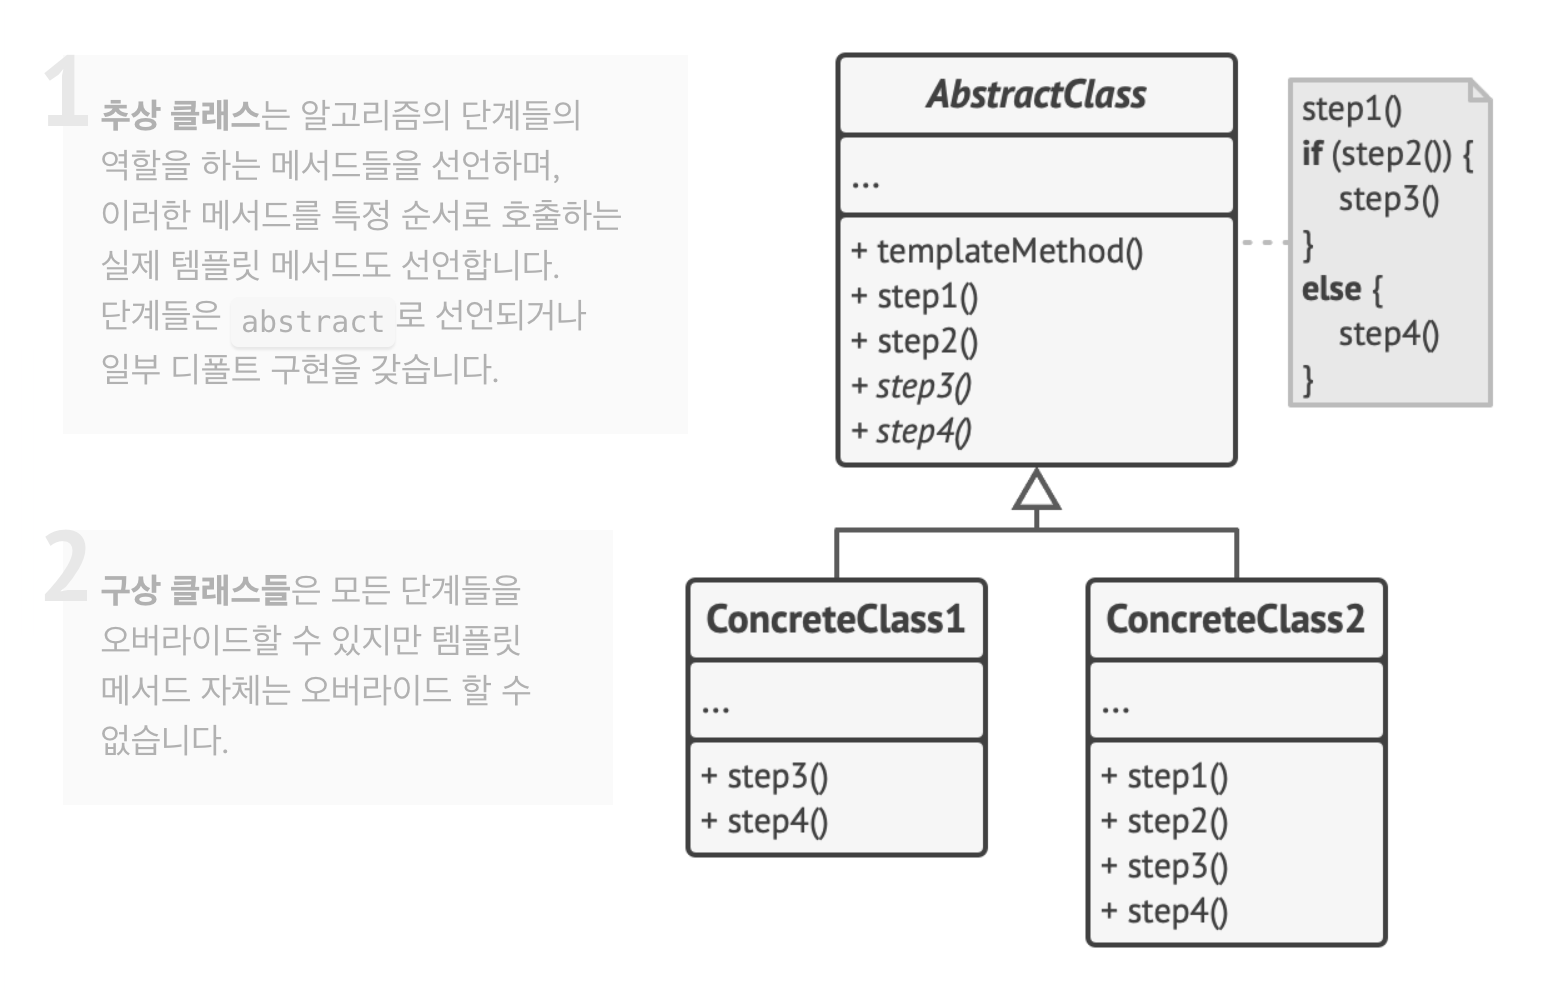 1
추상 클래스는 알고리즘의 단계들의
역할을 하는 메서드들을 선언하며,
이러한 메서드를 특정 순서로 호출하는
실제 템플릿 메서드도 선언합니다.
단계들은 abstract로 선언되거나
일부 디폴트 구현을 갖습니다.
AbstractClass
...
+ templateMethod()
+ step1()
+ step2()
+ step3()
+ step4()
step1()
if (step2()) {
step3()
}
else {
step4()
}
2
구상 클래스들은 모든 단계들을
오버라이드할 수 있지만 템플릿
메서드 자체는 오버라이드 할 수
없습니다.
ConcreteClass1
...
+ step3()
+ step4()
ConcreteClass2
...
+ step1()
+ step2()
+ step3()
+ step4()